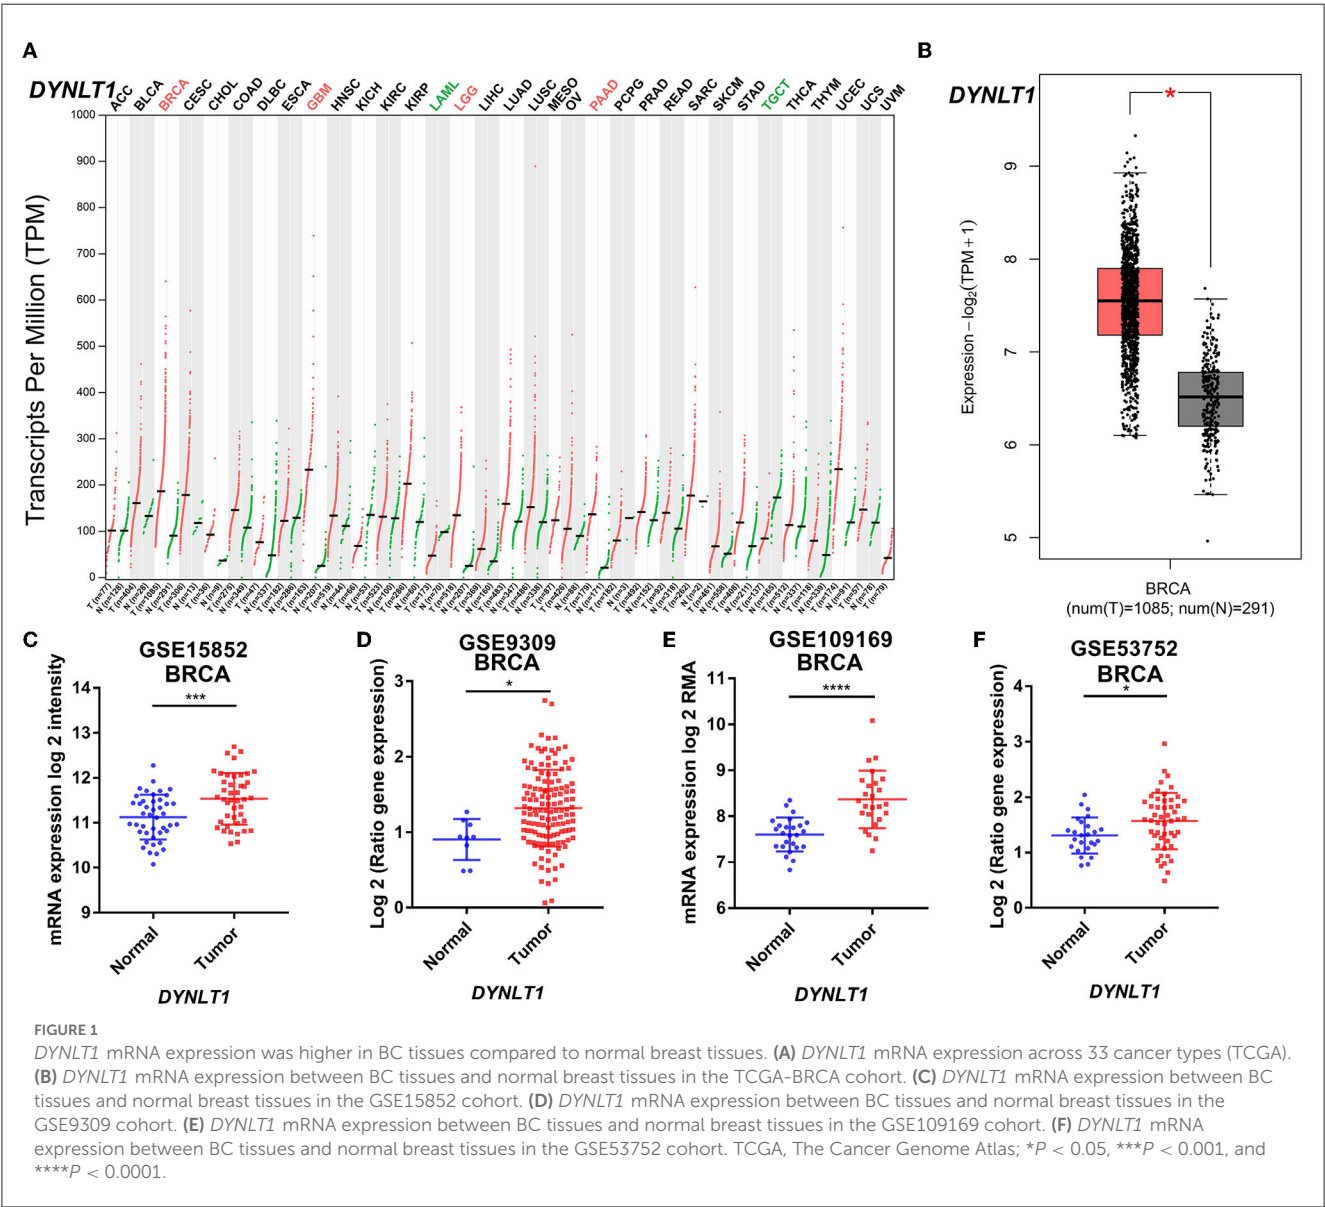 A
DYNLT1
ACC BLCA BRCA CESC CHOL COAD DLBC ESCA GBM HNSC KICH KIRC KIRP LAML LGG LIHC LUAD LUSC MESO OV PAAD PCPG PRAD READ SARC SKCM STAD TGCT THCA THYM UCEC UCS UVM
Transcripts Per Million (TPM)
1000
900
800
700
600
500
400
300
200
100
0
B
DYNLT1
*
Expression – log2(TPM + 1)
9
8
7
6
5
BRCA
(num(T)=1085; num(N)=291)
C
GSE15852
BRCA
***
mRNA expression log 2 intensity
14
13
12
11
10
9
Normal
Tumor
DYNLT1
D
GSE9309
BRCA
*
Log 2 (Ratio gene expression)
3
2
1
0
Normal
Tumor
DYNLT1
E
GSE109169
BRCA
****
mRNA expression log 2 RMA
11
10
9
8
7
6
Normal
Tumor
DYNLT1
F
GSE53752
BRCA
*
Log 2 (Ratio gene expression)
4
3
2
1
0
Normal
Tumor
DYNLT1
FIGURE 1
DYNLT1 mRNA expression was higher in BC tissues compared to normal breast tissues. (A) DYNLT1 mRNA expression across 33 cancer types (TCGA).
(B) DYNLT1 mRNA expression between BC tissues and normal breast tissues in the TCGA-BRCA cohort. (C) DYNLT1 mRNA expression between BC
tissues and normal breast tissues in the GSE15852 cohort. (D) DYNLT1 mRNA expression between BC tissues and normal breast tissues in the
GSE9309 cohort. (E) DYNLT1 mRNA expression between BC tissues and normal breast tissues in the GSE109169 cohort. (F) DYNLT1 mRNA
expression between BC tissues and normal breast tissues in the GSE53752 cohort. TCGA, The Cancer Genome Atlas; *P < 0.05, ***P < 0.001, and
****P < 0.0001.